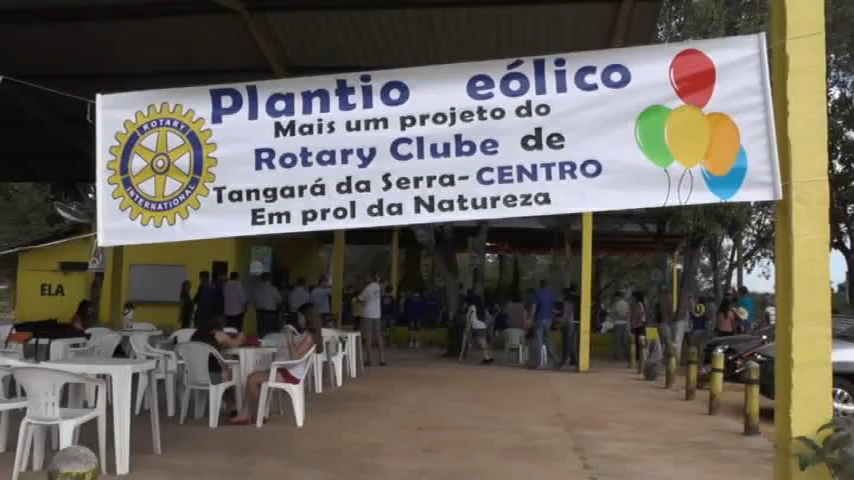 Plantio eólico
Mais um projeto do
Rotary Clube de
Tangará da Serra-CENTRO
Em prol da Natureza
ROTARY
INTERNATIONAL
ELA